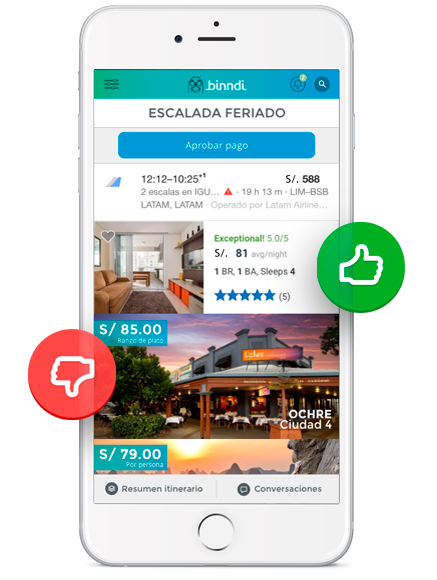 .binndi.
2
ESCALADA FERIADO
Aprobar pago
12:12–10:25⁺¹ S/. 588
2 escalas en IGU... · 19 h 13 m · LIM–BSB
LATAM, LATAM · Operado por Latam Airline...
Exceptional! 5.0/5
S/. 81 avg/night
1 BR, 1 BA, Sleeps 4
(5)
S/ 85.00
Rango de plato
Ochre
OCHRE
Ciudad 4
S/ 79.00
Por persona
Resumen itinerario
Conversaciones